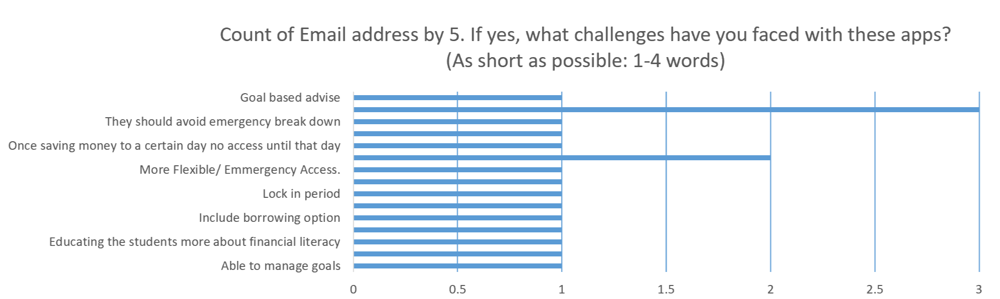 Count of Email address by 5. If yes, what challenges have you faced with these apps?
(As short as possible: 1-4 words)
Goal based advise
They should avoid emergency break down
Once saving money to a certain day no access until that day
More Flexible/ Emmergency Access.
Lock in period
Include borrowing option
Educating the students more about financial literacy
Able to manage goals
0 0.5 1 1.5 2 2.5 3